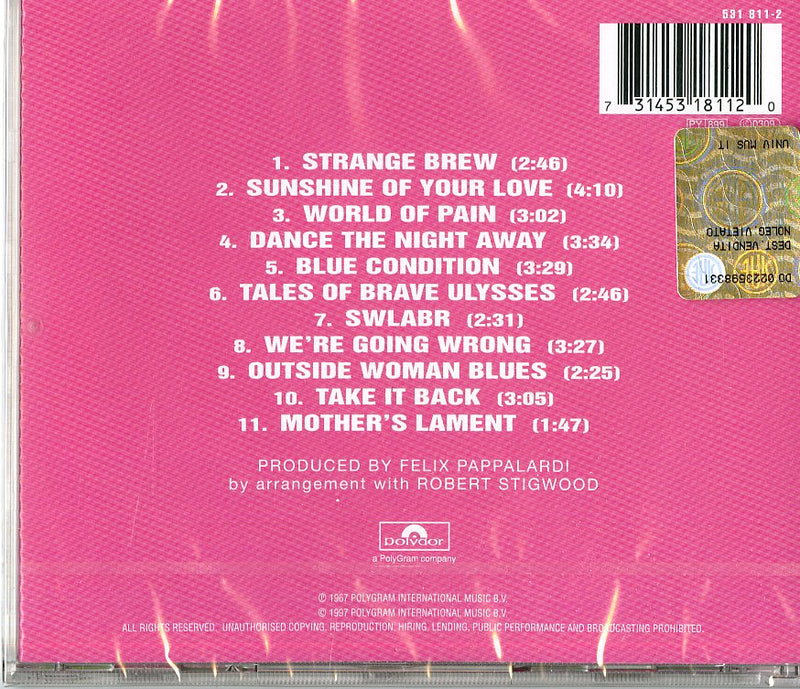 531 811-2
7 31453 18112 0
PY 899 ©0309
UNIV MUS IT
DEST. VENDITA
NOLEG. VIETATO
DO 02235983331
1. STRANGE BREW (2:46)
2. SUNSHINE OF YOUR LOVE (4:10)
3. WORLD OF PAIN (3:02)
4. DANCE THE NIGHT AWAY (3:34)
5. BLUE CONDITION (3:29)
6. TALES OF BRAVE ULYSSES (2:46)
7. SWLABR (2:31)
8. WE'RE GOING WRONG (3:27)
9. OUTSIDE WOMAN BLUES (2:25)
10. TAKE IT BACK (3:05)
11. MOTHER'S LAMENT (1:47)
PRODUCED BY FELIX PAPPALARDI
by arrangement with ROBERT STIGWOOD
Polydor
a PolyGram company
℗ 1967 POLYGRAM INTERNATIONAL MUSIC B.V.
© 1997 POLYGRAM INTERNATIONAL MUSIC B.V.
ALL RIGHTS RESERVED. UNAUTHORISED COPYING, REPRODUCTION, HIRING, LENDING, PUBLIC PERFORMANCE AND BROADCASTING PROHIBITED.